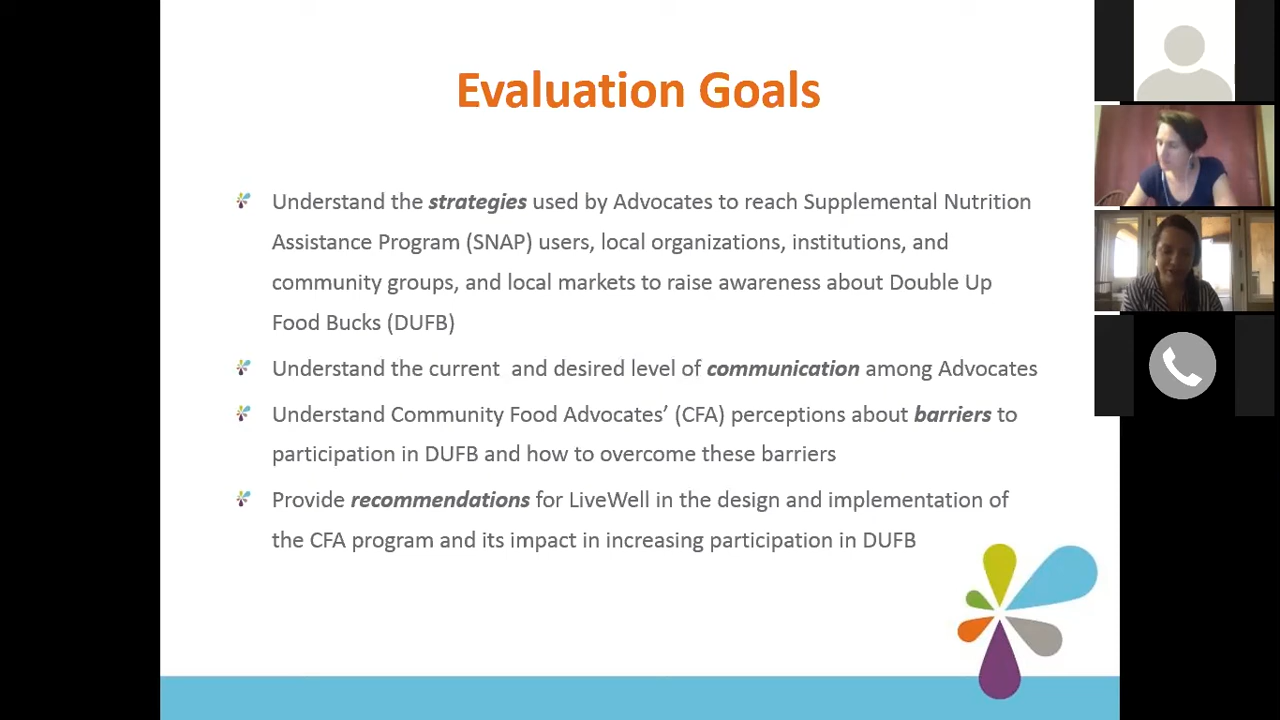 Evaluation Goals
Understand the strategies used by Advocates to reach Supplemental Nutrition
Assistance Program (SNAP) users, local organizations, institutions, and
community groups, and local markets to raise awareness about Double Up
Food Bucks (DUFB)
Understand the current  and desired level of communication among Advocates
Understand Community Food Advocates’ (CFA) perceptions about barriers to
participation in DUFB and how to overcome these barriers
Provide recommendations for LiveWell in the design and implementation of
the CFA program and its impact in increasing participation in DUFB